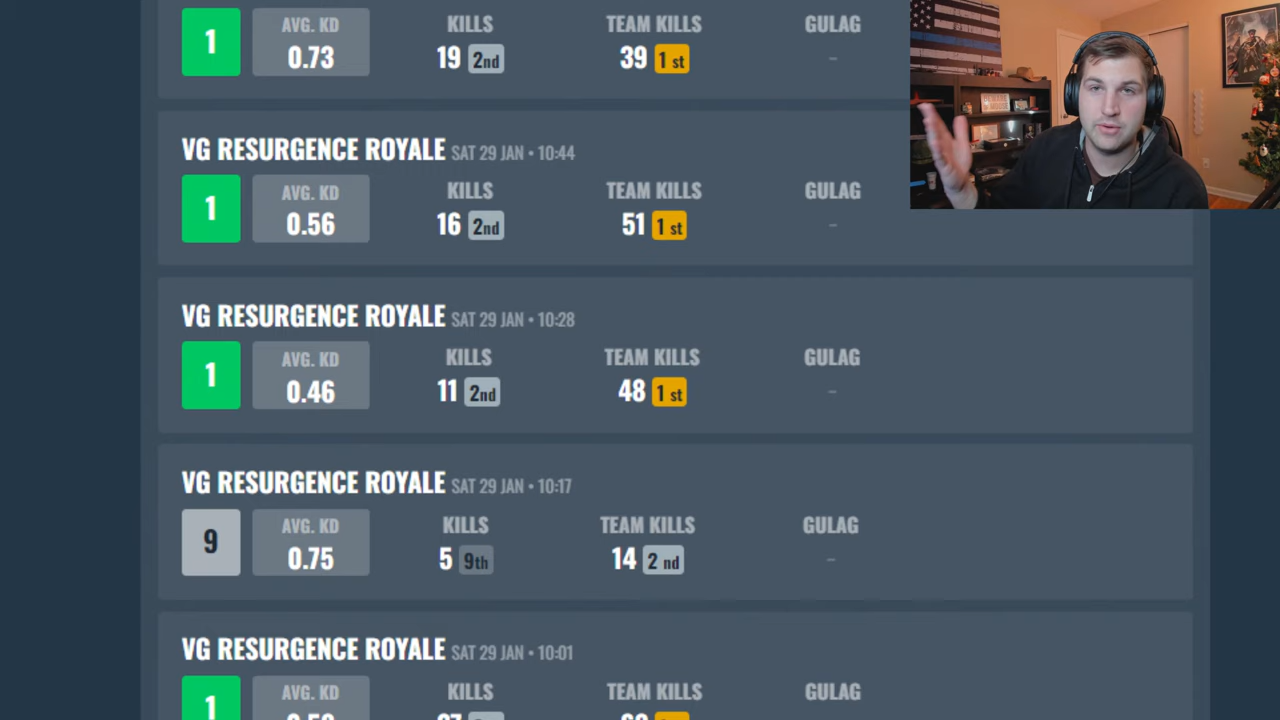 AVG. KD KILLS TEAM KILLS GULAG
1 0.73 19 2nd 39 1 st -
VG RESURGENCE ROYALE SAT 29 JAN • 10:44
AVG. KD KILLS TEAM KILLS GULAG
1 0.56 16 2nd 51 1 st -
VG RESURGENCE ROYALE SAT 29 JAN • 10:28
AVG. KD KILLS TEAM KILLS GULAG
1 0.46 11 2nd 48 1 st -
VG RESURGENCE ROYALE SAT 29 JAN • 10:17
AVG. KD KILLS TEAM KILLS GULAG
9 0.75 5 9th 14 2 nd -
VG RESURGENCE ROYALE SAT 29 JAN • 10:01
AVG. KD KILLS TEAM KILLS GULAG
1